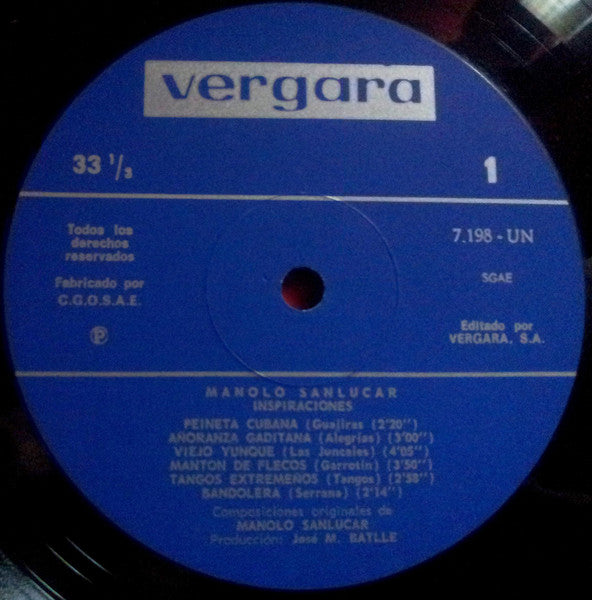 vergara
33 1/3
1
Todos los
derechos
reservados
Fabricado por
C.G.O.S.A.E.
P
7.198 - UN
SGAE
Editado por
VERGARA, S.A.
MANOLO SANLUCAR
INSPIRACIONES
PEINETA CUBANA (Guajiras) (2'20")
AÑORANZA GADITANA (Alegrías) (3'00")
VIEJO YUNQUE (Los Juncales) (4'05")
MANTON DE FLECOS (Garrotín) (3'50")
TANGOS EXTREMEÑOS (Tangos) (2'58")
BANDOLERA (Serrana) (2'14")
Composiciones originales de
MANOLO SANLUCAR
Producción: José M. BATLLE